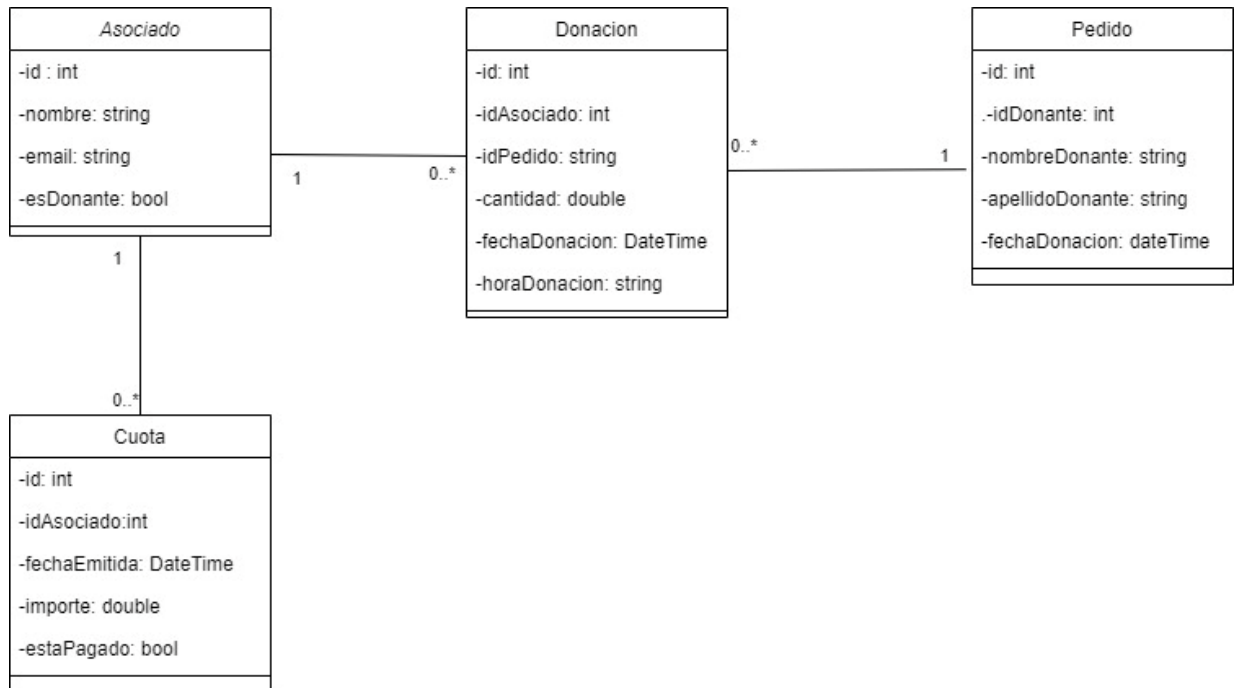 Asociado
-id : int
-nombre: string
-email: string
-esDonante: bool
1
0..*
Donacion
-id: int
-idAsociado: int
-idPedido: string
-cantidad: double
-fechaDonacion: DateTime
-horaDonacion: string
0..*
1
Pedido
-id: int
.-idDonante: int
-nombreDonante: string
-apellidoDonante: string
-fechaDonacion: dateTime
1
0..*
Cuota
-id: int
-idAsociado:int
-fechaEmitida: DateTime
-importe: double
-estaPagado: bool